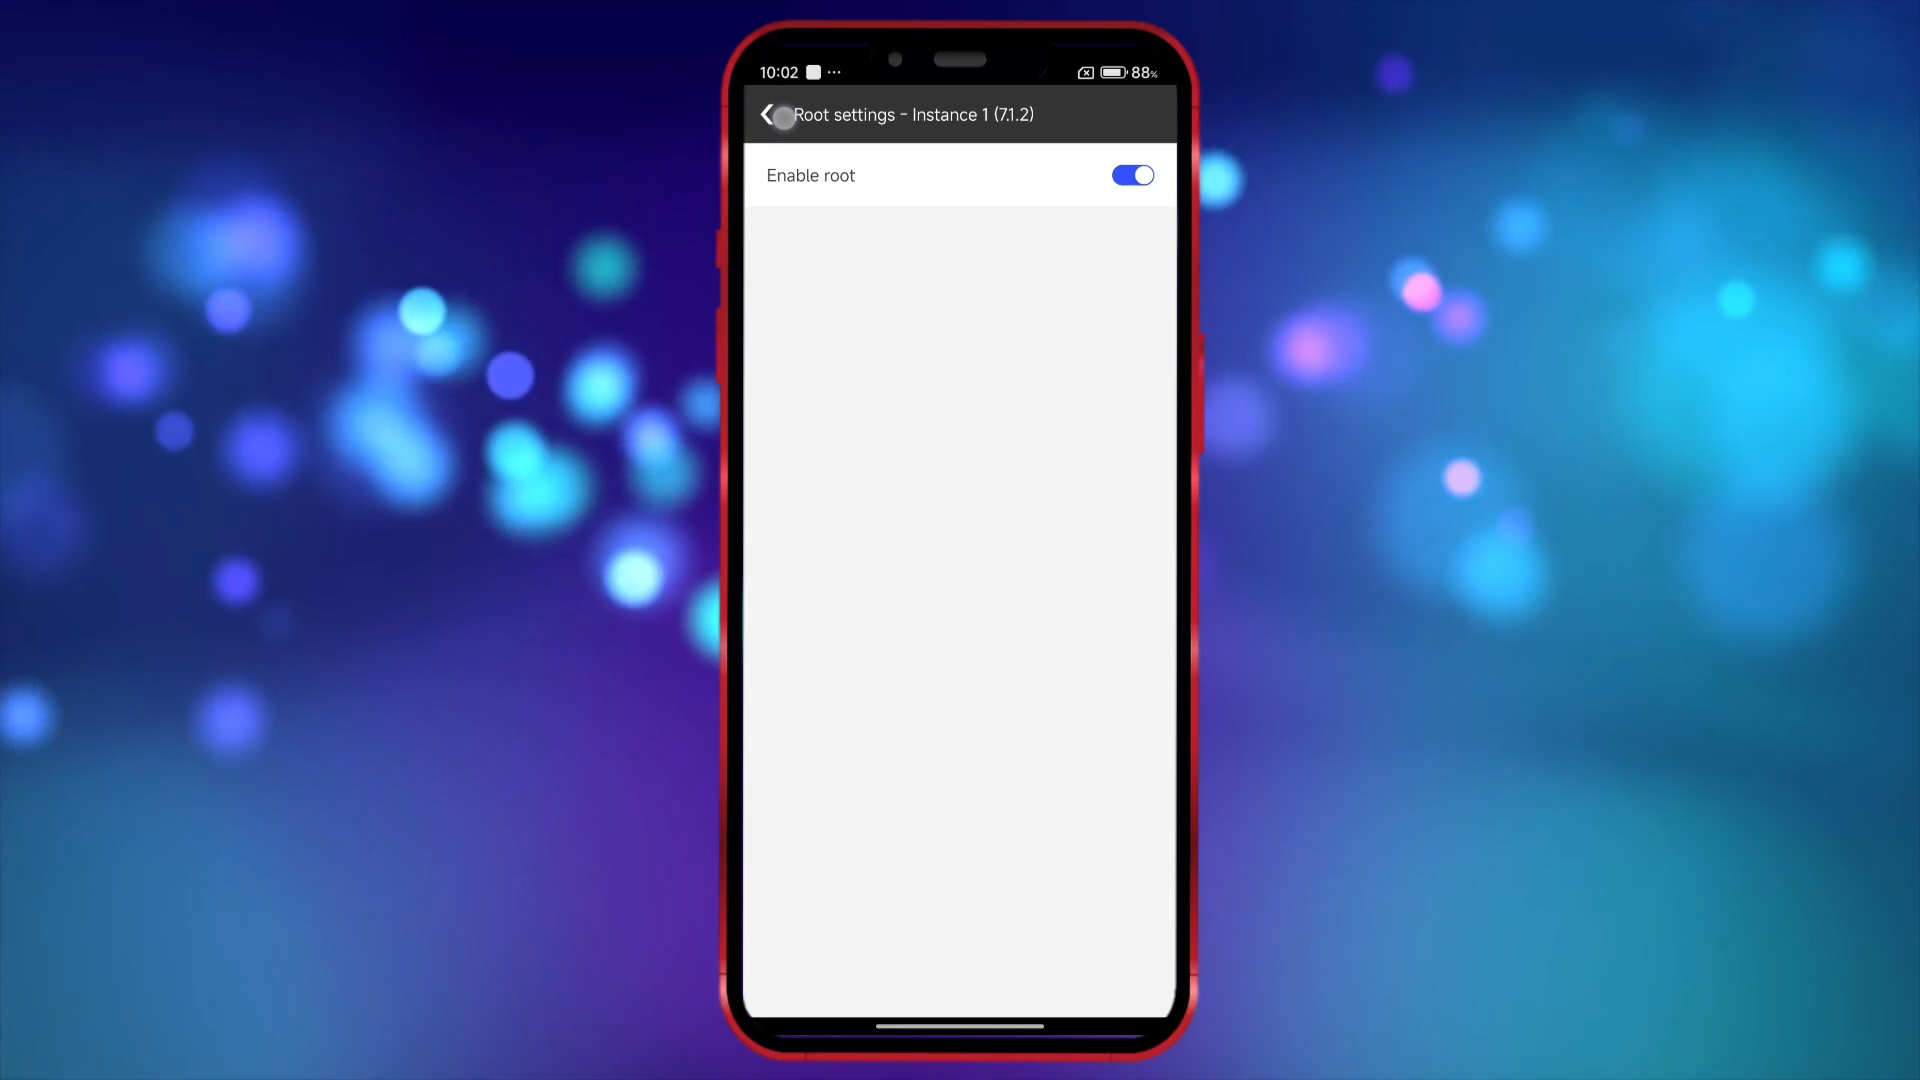 10:02 ... 88%
Root settings - Instance 1 (7.1.2)
Enable root